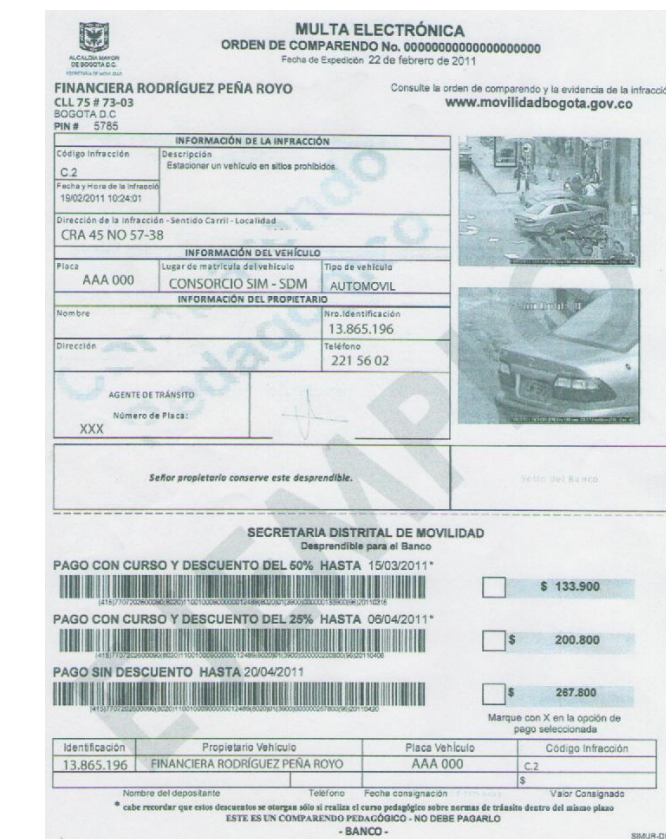 MULTA ELECTRÓNICA
ORDEN DE COMPARENDO No. 00000000000000000000
Fecha de Expedición 22 de febrero de 2011
ALCALDIA MAYOR
DE BOGOTA D.C.
FINANCIERA RODRÍGUEZ PEÑA ROYO
CLL 75 # 73-03
BOGOTA D.C
PIN # 5785
Consulte la orden de comparendo y la evidencia de la infracció
www.movilidadbogota.gov.co
INFORMACIÓN DE LA INFRACCIÓN
Código Infracción
C.2
Descripción
Estacionar un vehículo en sitios prohibidos.
Fecha y Hora de la Infracció
19/02/2011 10:24:01
Dirección de la infracción - Sentido Carril - Localidad
CRA 45 NO 57-38
INFORMACIÓN DEL VEHÍCULO
Placa Lugar de matrícula del vehículo Tipo de vehículo
AAA 000 CONSORCIO SIM - SDM AUTOMOVIL
INFORMACIÓN DEL PROPIETARIO
Nombre Nro.Identificación
13.865.196
Dirección Teléfono
221 56 02
AGENTE DE TRÁNSITO
Número de Placa:
XXX
Comparendo
Pedagógico
EJEMPLO
Señor propietario conserve este desprendible.
Sello del Banco
SECRETARIA DISTRITAL DE MOVILIDAD
Desprendible para el Banco
PAGO CON CURSO Y DESCUENTO DEL 50% HASTA 15/03/2011*
$ 133.900
PAGO CON CURSO Y DESCUENTO DEL 25% HASTA 06/04/2011*
$ 200.800
PAGO SIN DESCUENTO HASTA 20/04/2011
$ 267.800
Marque con X en la opción de
pago seleccionada
Identificación Propietario Vehículo Placa Vehículo Código Infracción
13.865.196 FINANCIERA RODRÍGUEZ PEÑA ROYO AAA 000 C.2
$
Nombre del depositante Teléfono Fecha consignación Valor Consignado
* cabe recordar que estos descuentos se otorgan sólo si realiza el curso pedagógico sobre normas de tránsito dentro del mismo plazo
ESTE ES UN COMPARENDO PEDAGÓGICO - NO DEBE PAGARLO
- BANCO -